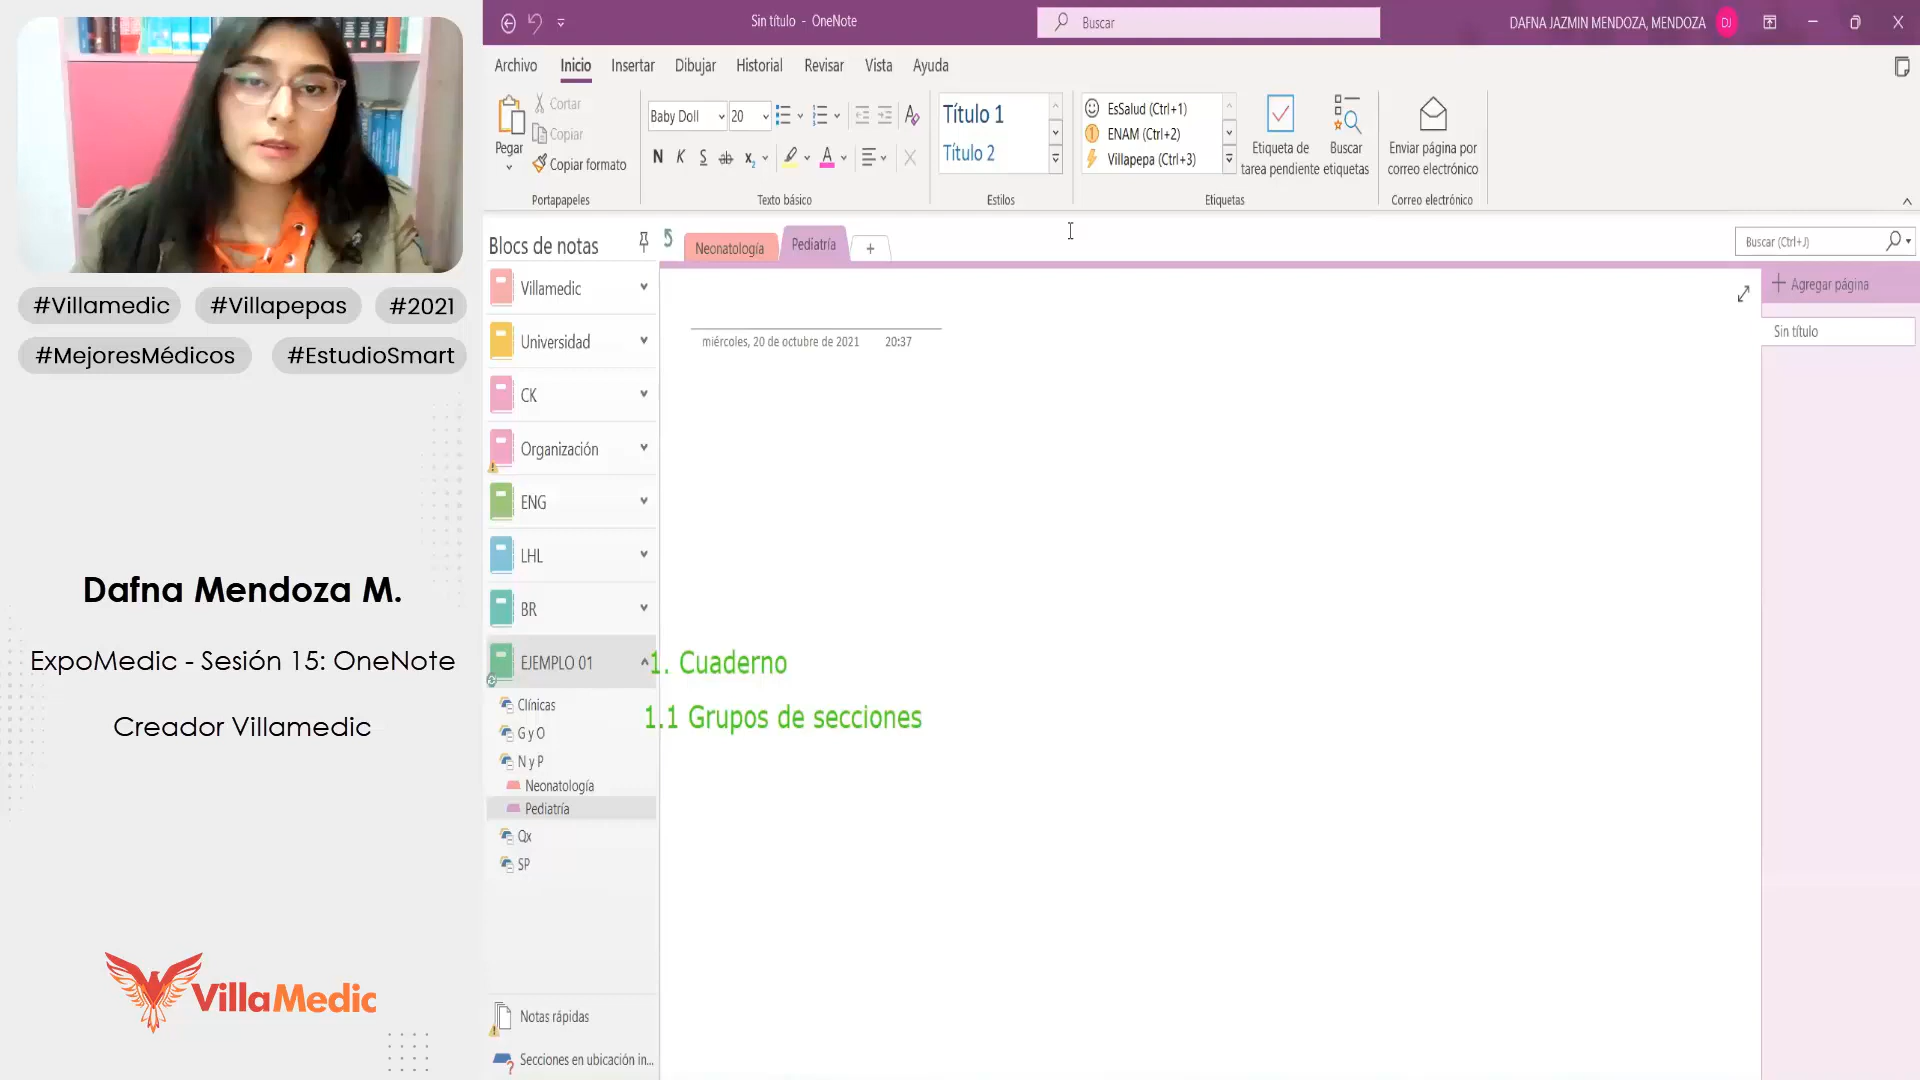 #Villamedic
#Villapepas
#2021
#MejoresMédicos
#EstudioSmart
Dafna Mendoza M.
ExpoMedic - Sesión 15: OneNote
Creador Villamedic
VillaMedic
Sin título - OneNote
Buscar
DAFNA JAZMIN MENDOZA, MENDOZA
DJ
Archivo
Inicio
Insertar
Dibujar
Historial
Revisar
Vista
Ayuda
Pegar
Cortar
Copiar
Copiar formato
Portapapeles
Baby Doll
20
N K S ab x₂
A
Texto básico
Título 1
Título 2
Estilos
EsSalud (Ctrl+1)
ENAM (Ctrl+2)
Villapepa (Ctrl+3)
Etiqueta de
tarea pendiente
Buscar
etiquetas
Etiquetas
Enviar página por
correo electrónico
Correo electrónico
Blocs de notas
Neonatología
Pediatría
+
Buscar (Ctrl+J)
Villamedic
Universidad
CK
Organización
ENG
LHL
BR
EJEMPLO 01
Clínicas
G y O
N y P
Neonatología
Pediatría
Qx
SP
Notas rápidas
Secciones en ubicación in...
miércoles, 20 de octubre de 2021
20:37
1. Cuaderno
1.1 Grupos de secciones
Agregar página
Sin título